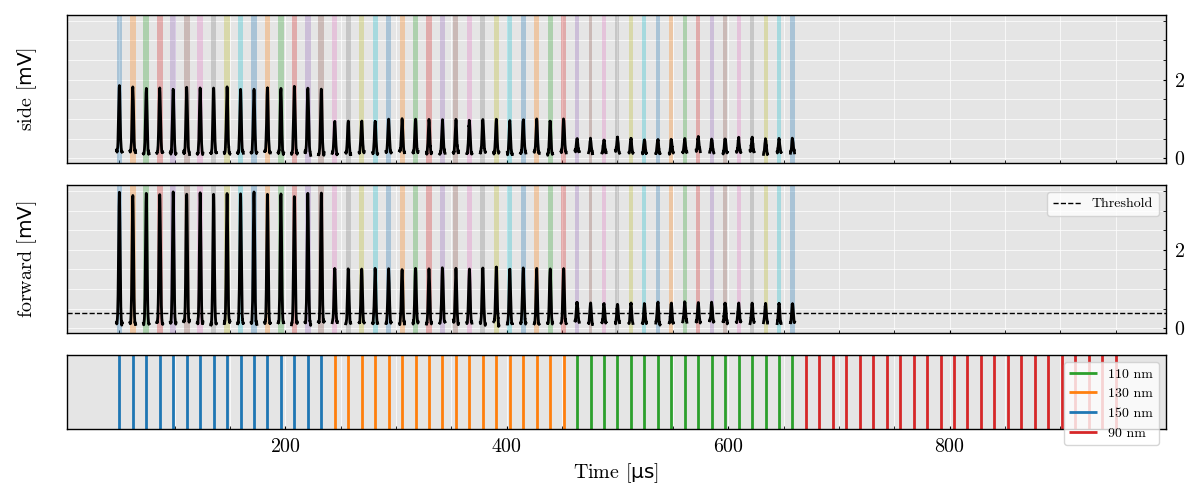 side [mV]
2
0
forward [mV]
Threshold
2
0
110 nm
130 nm
150 nm
90 nm
200 400 600 800
Time [µs]